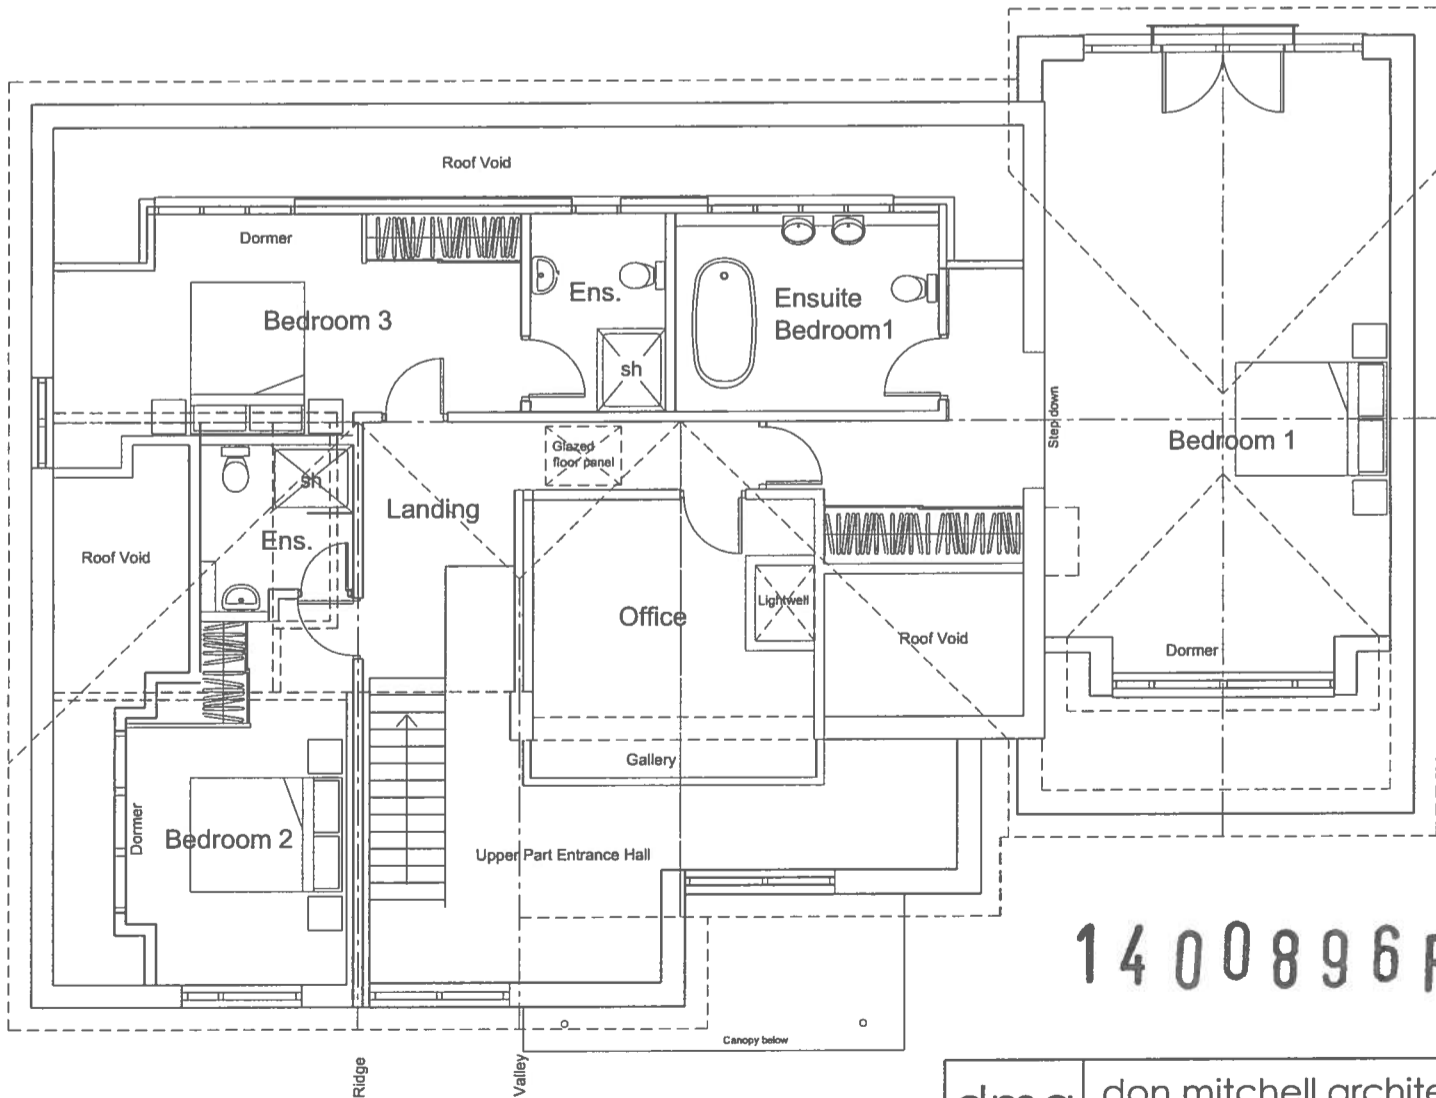 Roof Void
Dormer
Bedroom 3
Ens.
sh
Ensuite
Bedroom1
Step down
Bedroom 1
Glazed
floor panel
Landing
sh
Ens.
Roof Void
Office
Lightwell
Roof Void
Dormer
Gallery
Dormer
Bedroom 2
Upper Part Entrance Hall
1400896
Canopy below
Ridge
Valley
dma
don mitchell archite